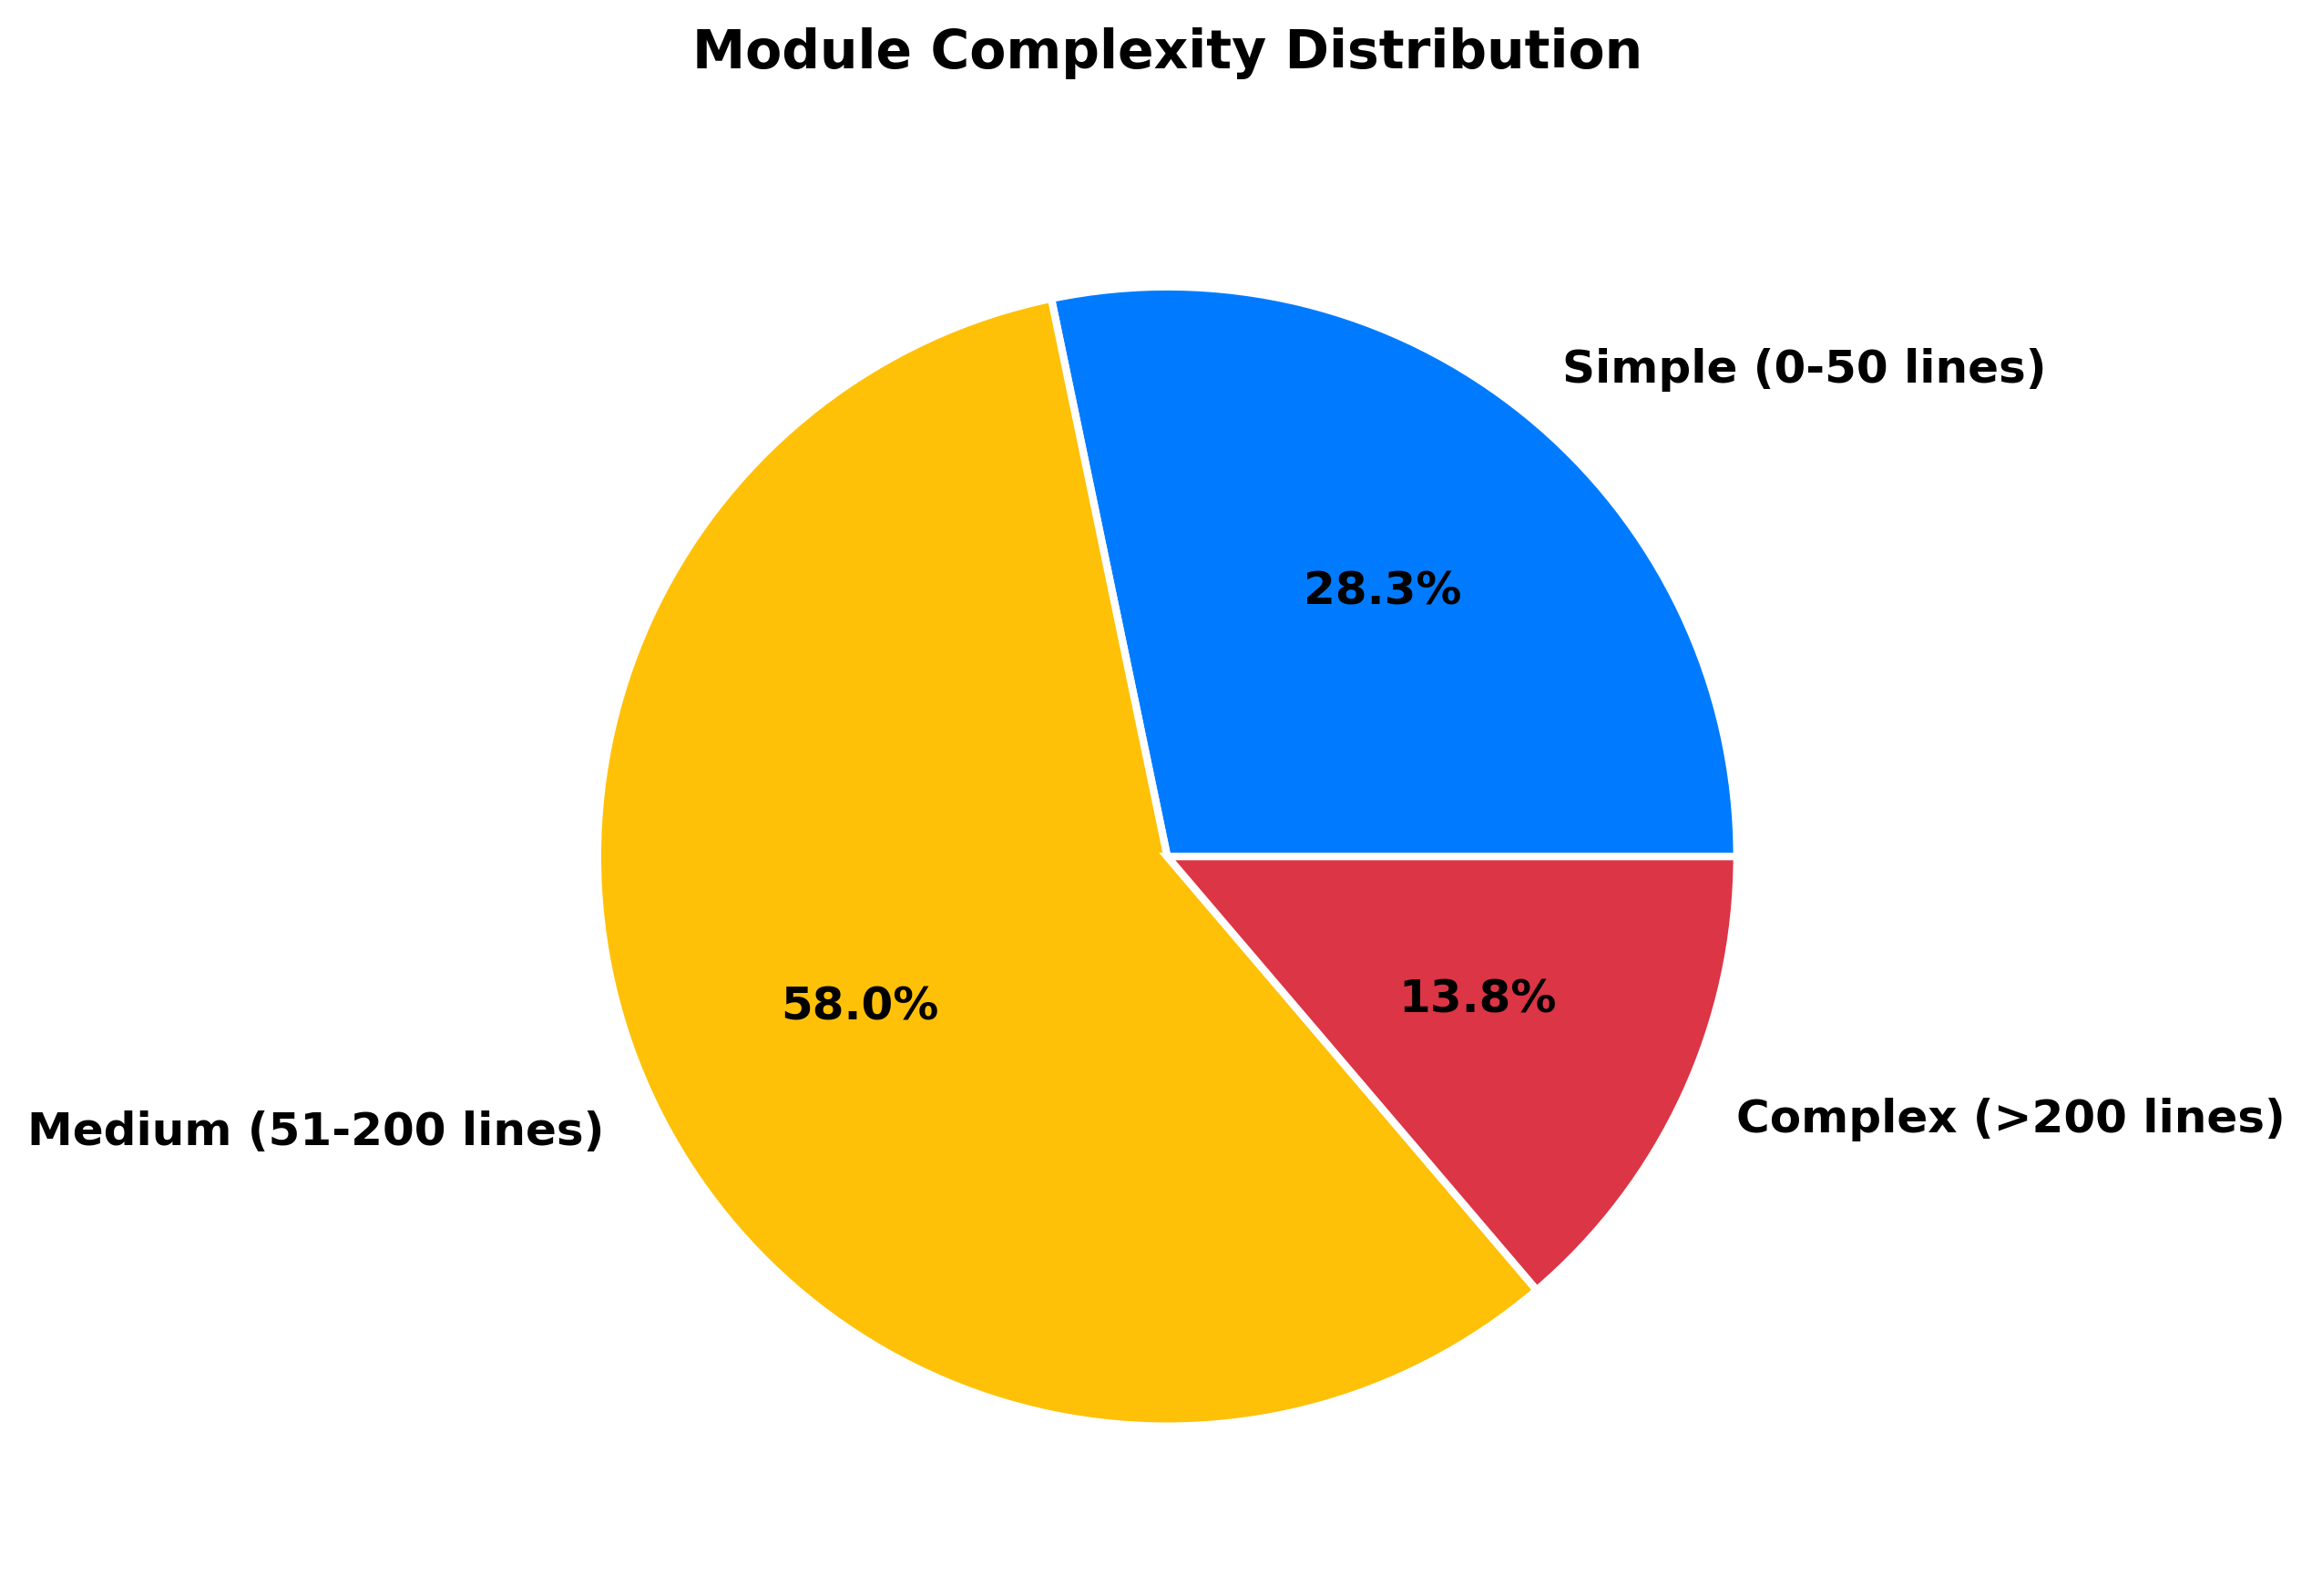 Module Complexity Distribution
Simple (0-50 lines)
28.3%
58.0%
13.8%
Medium (51-200 lines)
Complex (>200 lines)